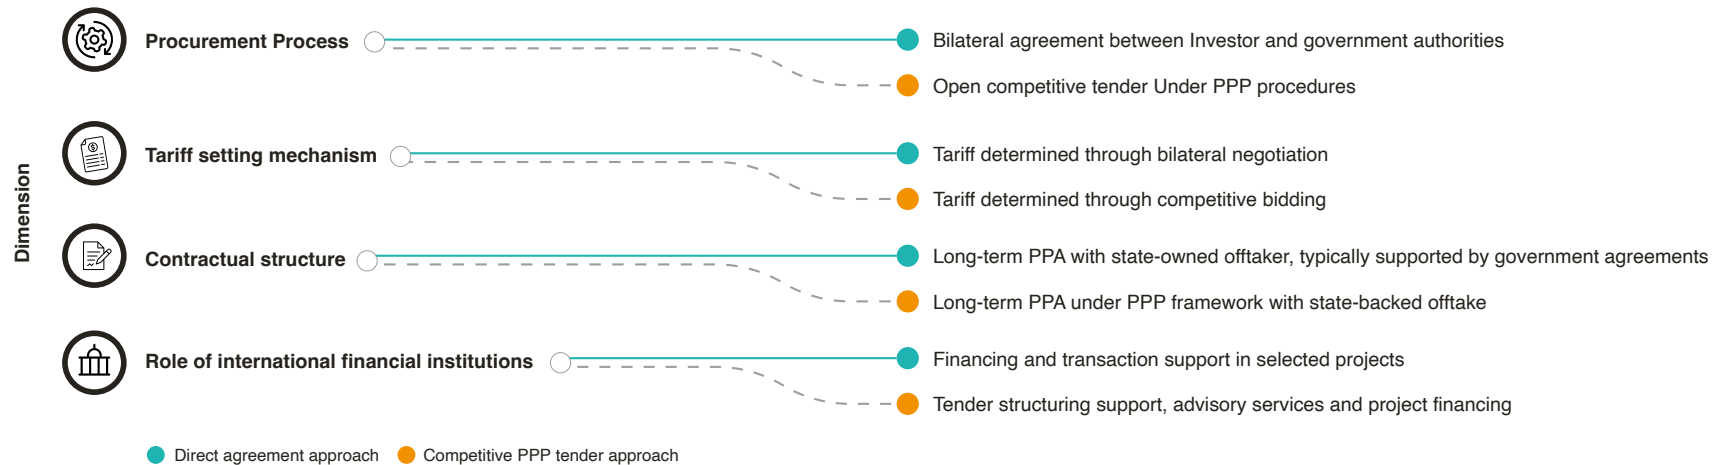 Dimension
Procurement Process
Bilateral agreement between Investor and government authorities
Open competitive tender Under PPP procedures
Tariff setting mechanism
Tariff determined through bilateral negotiation
Tariff determined through competitive bidding
Contractual structure
Long-term PPA with state-owned offtaker, typically supported by government agreements
Long-term PPA under PPP framework with state-backed offtake
Role of international financial institutions
Financing and transaction support in selected projects
Tender structuring support, advisory services and project financing
Direct agreement approach
Competitive PPP tender approach